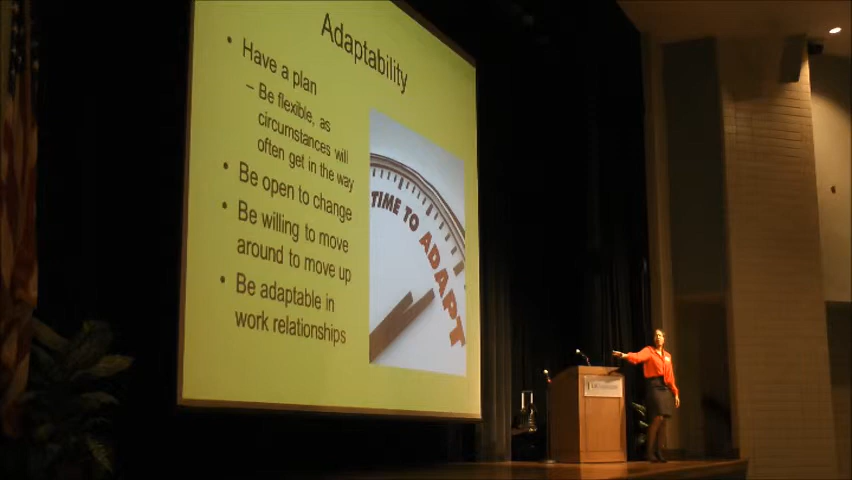 Adaptability
• Have a plan
– Be flexible, as
circumstances will
often get in the way
• Be open to change
• Be willing to move
around to move up
• Be adaptable in
work relationships
TIME TO ADAPT